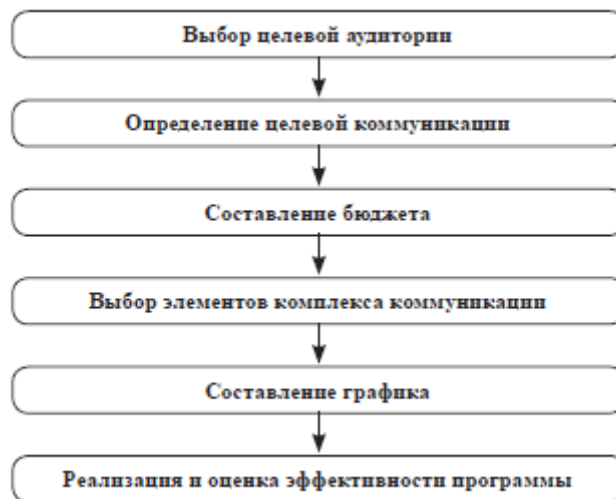 Выбор целевой аудитории
Определение целевой коммуникации
Составление бюджета
Выбор элементов комплекса коммуникации
Составление графика
Реализация и оценка эффективности программы